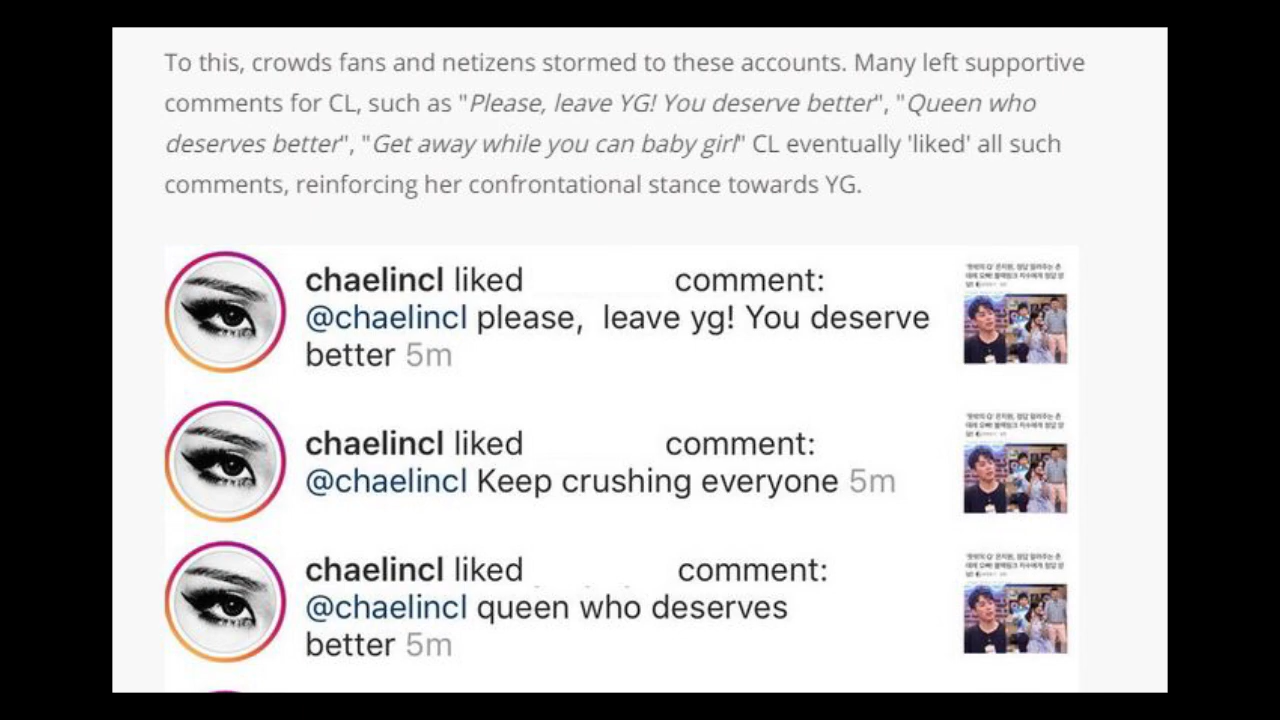 To this, crowds fans and netizens stormed to these accounts. Many left supportive
comments for CL, such as "Please, leave YG! You deserve better", "Queen who
deserves better", "Get away while you can baby girl" CL eventually 'liked' all such
comments, reinforcing her confrontational stance towards YG.
chaelincl liked comment:
@chaelincl please, leave yg! You deserve
better 5m
chaelincl liked comment:
@chaelincl Keep crushing everyone 5m
chaelincl liked comment:
@chaelincl queen who deserves
better 5m